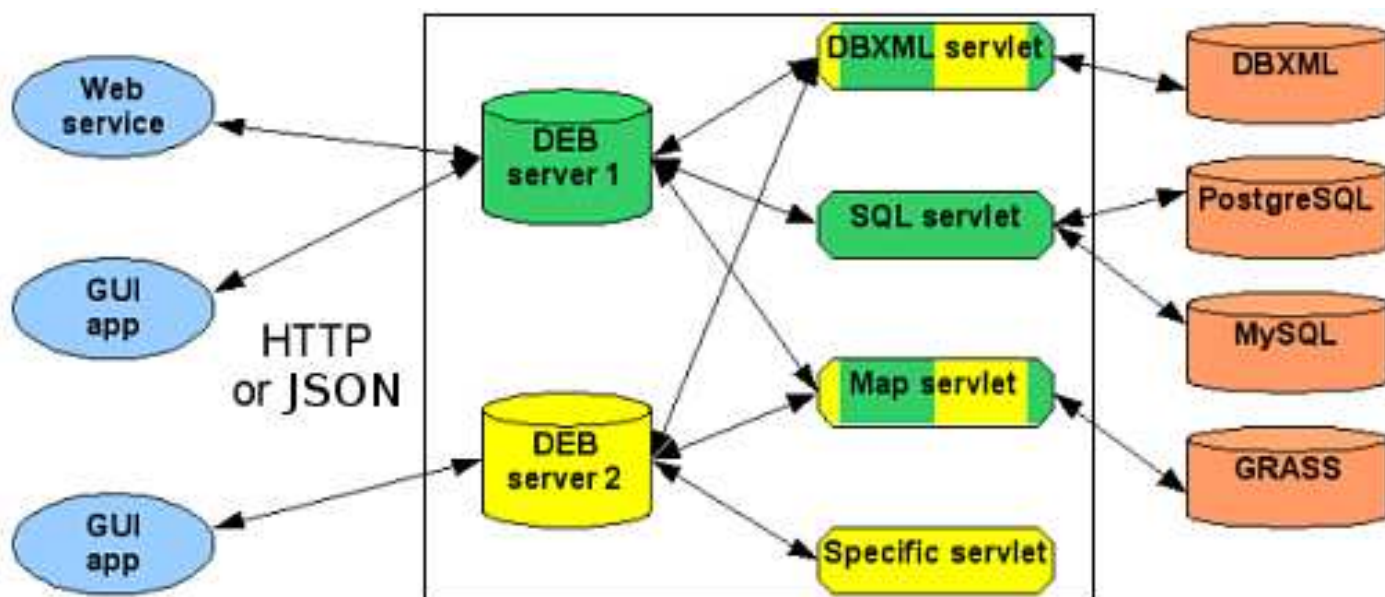 Web
service
GUI
app
HTTP
or JSON
GUI
app
DEB
server 1
DEB
server 2
DBXML servlet
SQL servlet
Map servlet
Specific servlet
DBXML
PostgreSQL
MySQL
GRASS